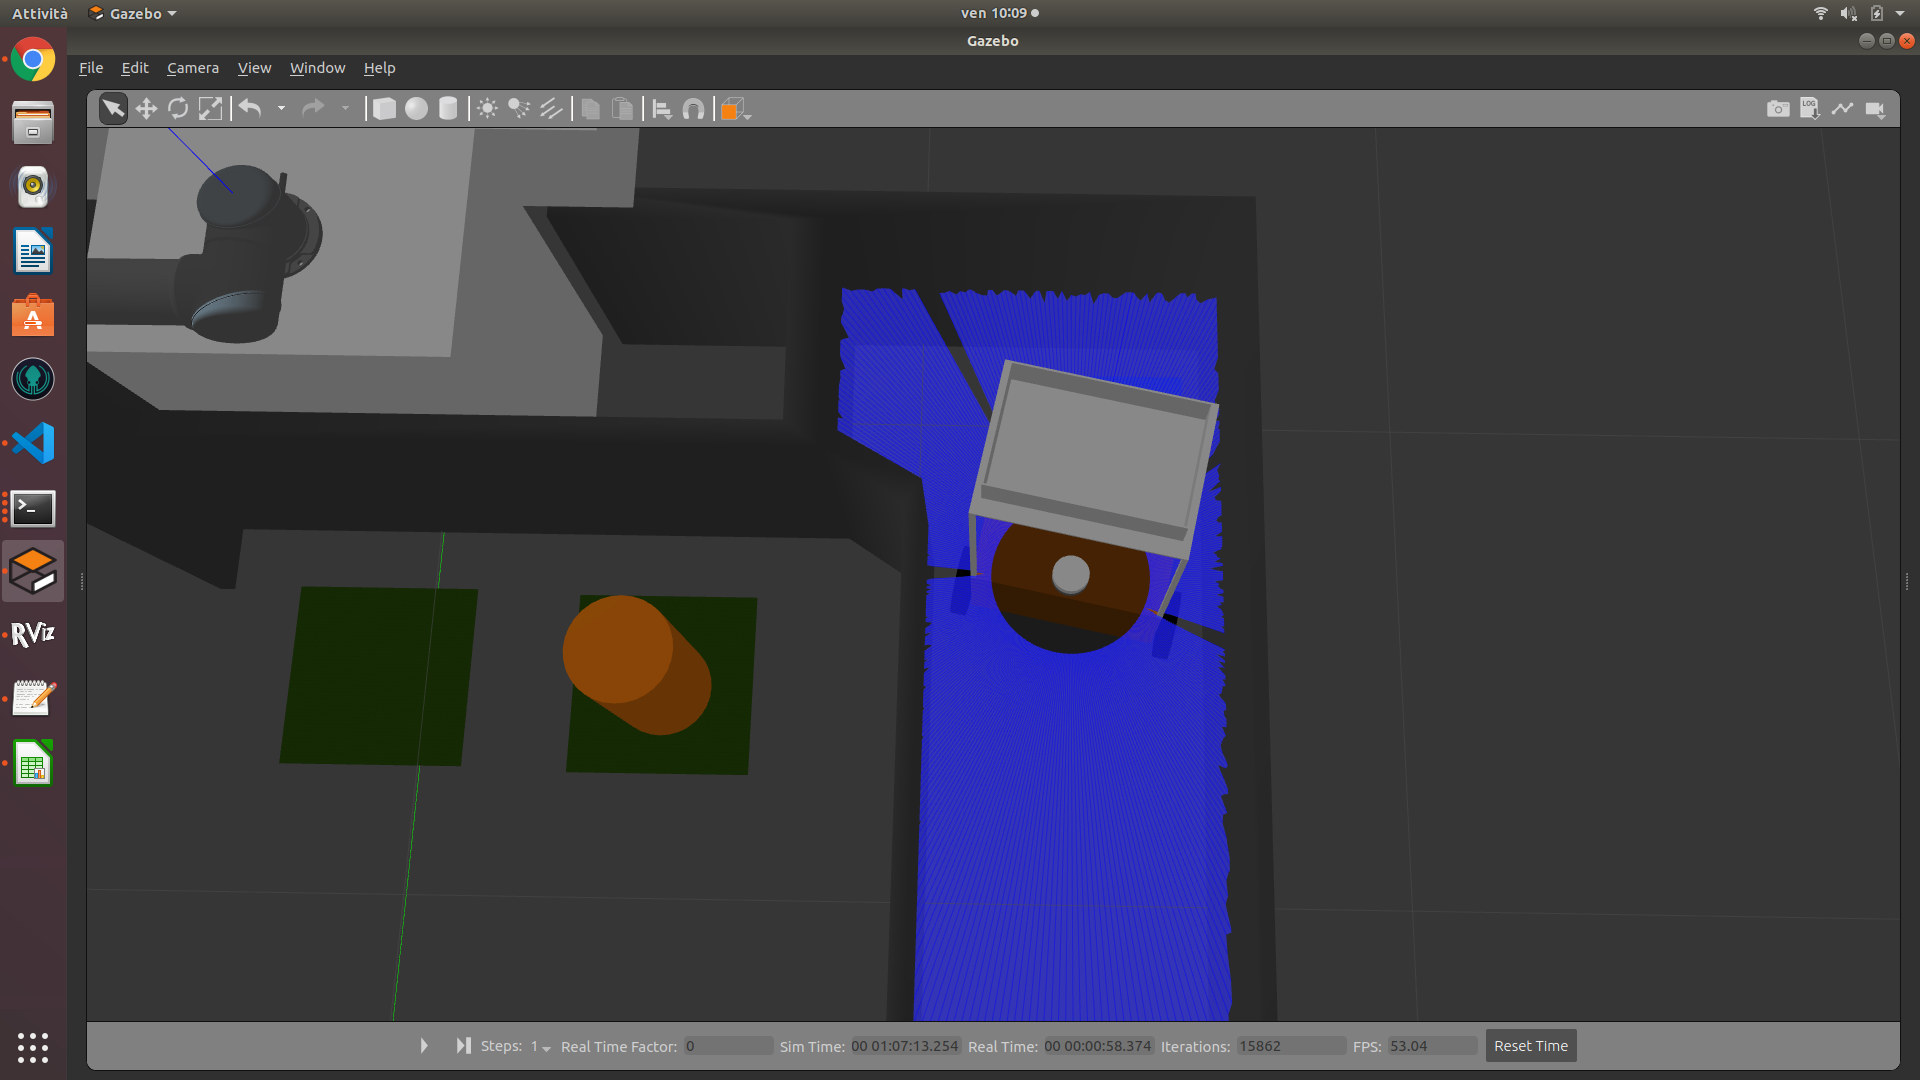 Attività Gazebo ven 10:09
Gazebo
File Edit Camera View Window Help
LOG
A
>_
RViz
Steps: 1 Real Time Factor: 0 Sim Time: 00 01:07:13.254 Real Time: 00 00:00:58.374 Iterations: 15862 FPS: 53.04 Reset Time